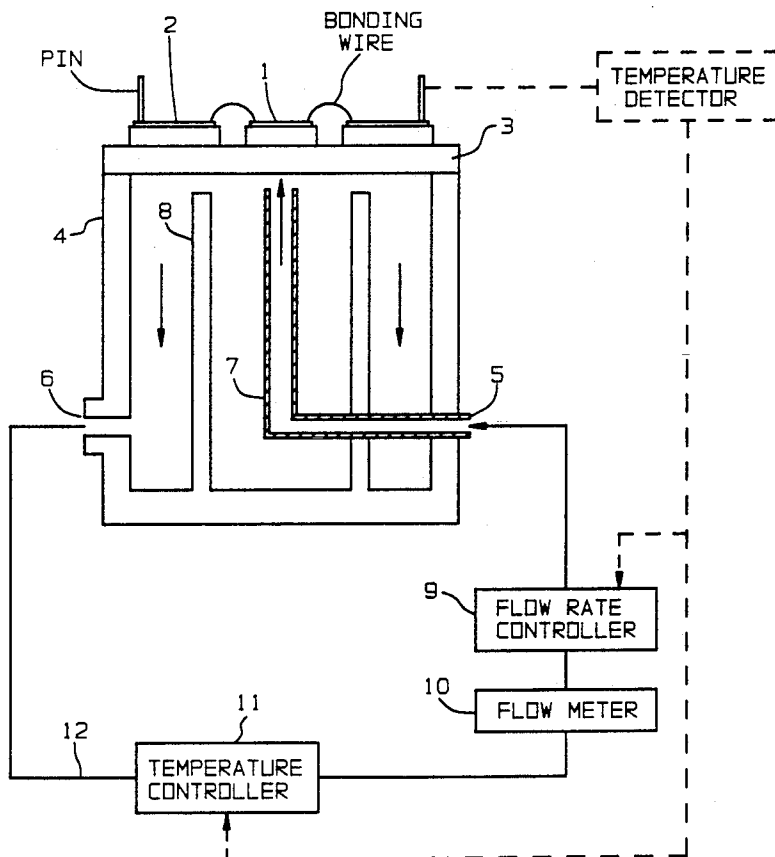 BONDING
WIRE
PIN
2
1
TEMPERATURE
DETECTOR
3
4
8
7
6
5
9
FLOW RATE
CONTROLLER
10
FLOW METER
11
12
TEMPERATURE
CONTROLLER